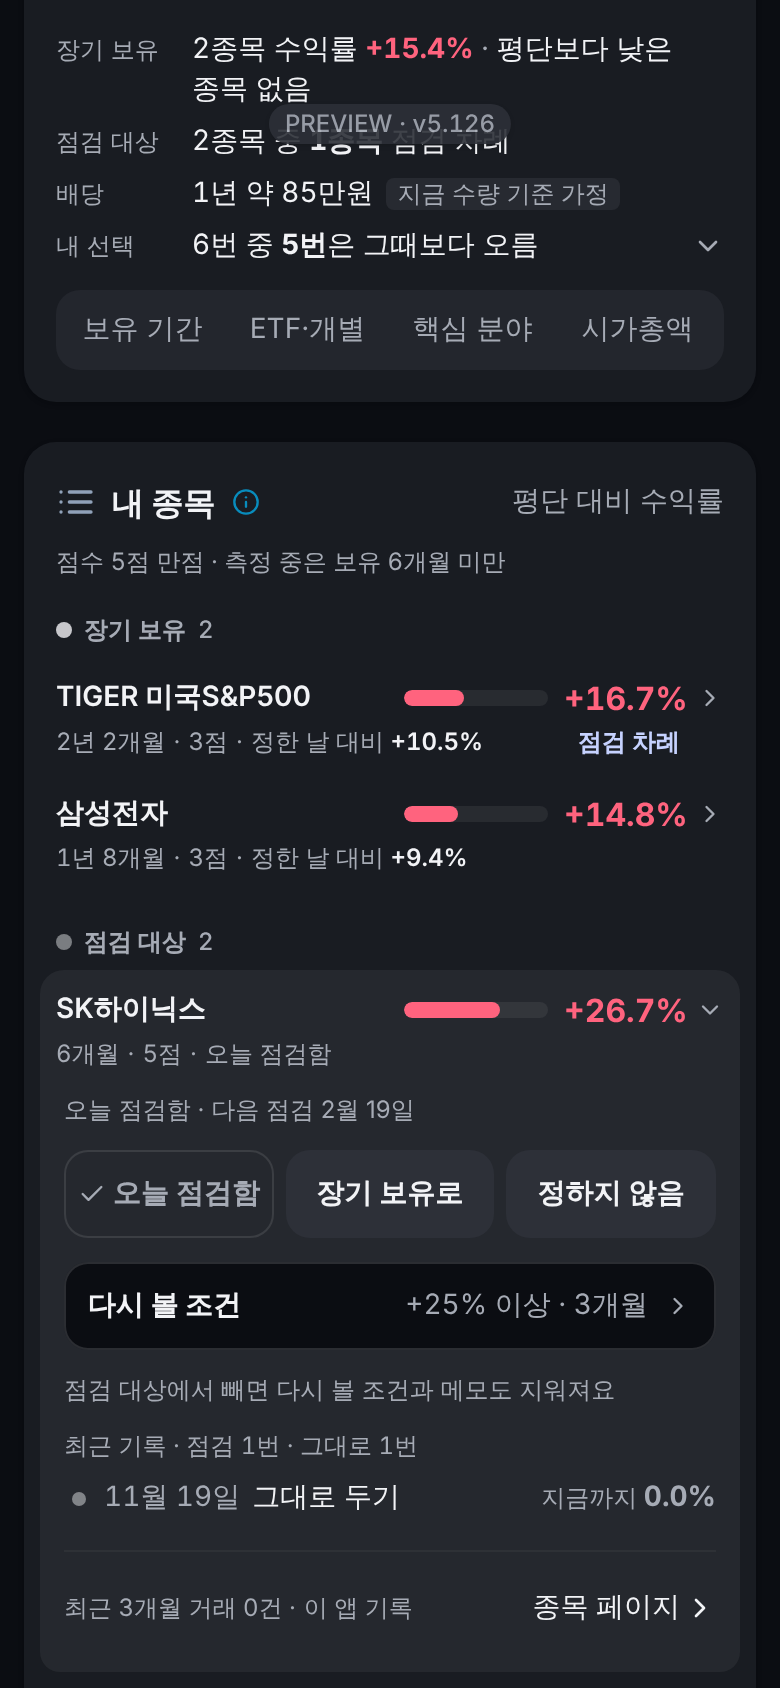 장기 보유 2종목 수익률 +15.4% · 평단보다 낮은
종목 없음
PREVIEW · v5.126
점검 대상 2종목 중 1종목 점검 차례
배당 1년 약 85만원 지금 수량 기준 가정
내 선택 6번 중 5번은 그때보다 오름
보유 기간 ETF·개별 핵심 분야 시가총액
내 종목 평단 대비 수익률
점수 5점 만점 · 측정 중은 보유 6개월 미만
장기 보유 2
TIGER 미국S&P500 +16.7%
2년 2개월 · 3점 · 정한 날 대비 +10.5% 점검 차례
삼성전자 +14.8%
1년 8개월 · 3점 · 정한 날 대비 +9.4%
점검 대상 2
SK하이닉스 +26.7%
6개월 · 5점 · 오늘 점검함
오늘 점검함 · 다음 점검 2월 19일
오늘 점검함 장기 보유로 정하지 않음
다시 볼 조건 +25% 이상 · 3개월
점검 대상에서 빼면 다시 볼 조건과 메모도 지워져요
최근 기록 · 점검 1번 · 그대로 1번
11월 19일 그대로 두기 지금까지 0.0%
최근 3개월 거래 0건 · 이 앱 기록 종목 페이지